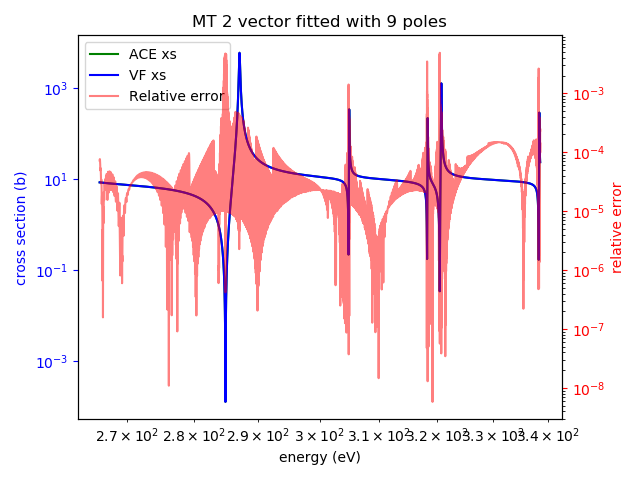 MT 2 vector fitted with 9 poles
ACE xs
VF xs
Relative error
cross section (b)
10³
10¹
10⁻¹
10⁻³
relative error
10⁻³
10⁻⁴
10⁻⁵
10⁻⁶
10⁻⁷
10⁻⁸
2.7 × 10² 2.8 × 10² 2.9 × 10² 3 × 10² 3.1 × 10² 3.2 × 10² 3.3 × 10² 3.4 × 10²
energy (eV)